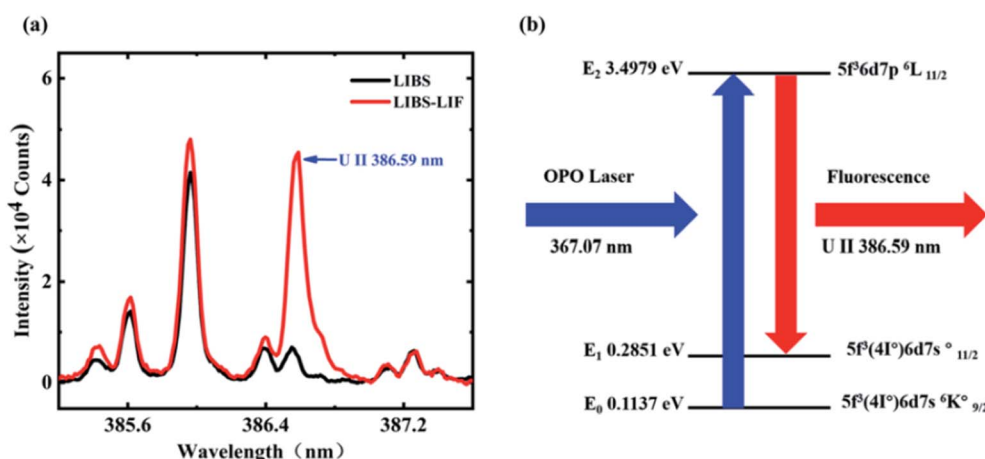 (a)
6
4
2
0
385.6
386.4
387.2
Intensity (×10⁴ Counts)
Wavelength（nm）
LIBS
LIBS-LIF
U II 386.59 nm
(b)
E₂ 3.4979 eV
5f³6d7p ⁶L ₁₁/₂
OPO Laser
367.07 nm
Fluorescence
U II 386.59 nm
E₁ 0.2851 eV
5f³(4I°)6d7s ° ₁₁/₂
E₀ 0.1137 eV
5f³(4I°)6d7s ⁶K° ₉/₂